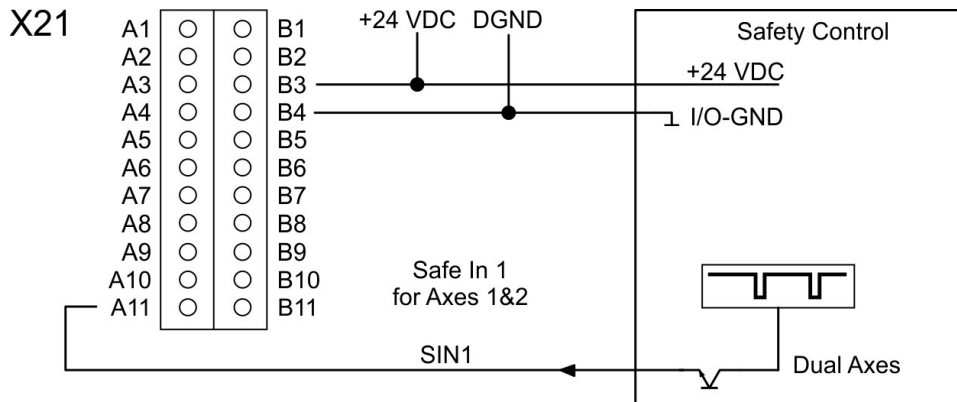 X21
+24 VDC DGND
Safety Control
A1 B1
A2 B2
A3 B3
+24 VDC
A4 B4
I/O-GND
A5 B5
A6 B6
A7 B7
A8 B8
A9 B9
A10 B10
A11 B11
Safe In 1
for Axes 1&2
SIN1
Dual Axes